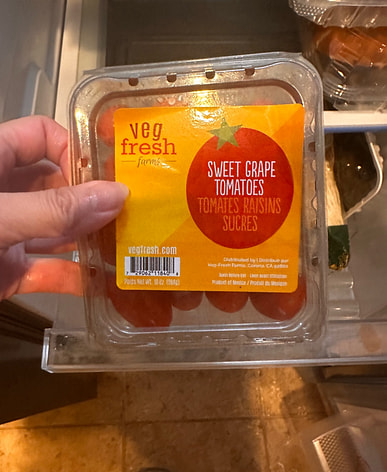 veg
fresh
farms
SWEET GRAPE
TOMATOES
TOMATES RAISINS
SUCRES
vegfresh.com
Distributed by | Distribué par
Veg-Fresh Farms, Corona, CA
Product of Mexico / Produit du Mexique